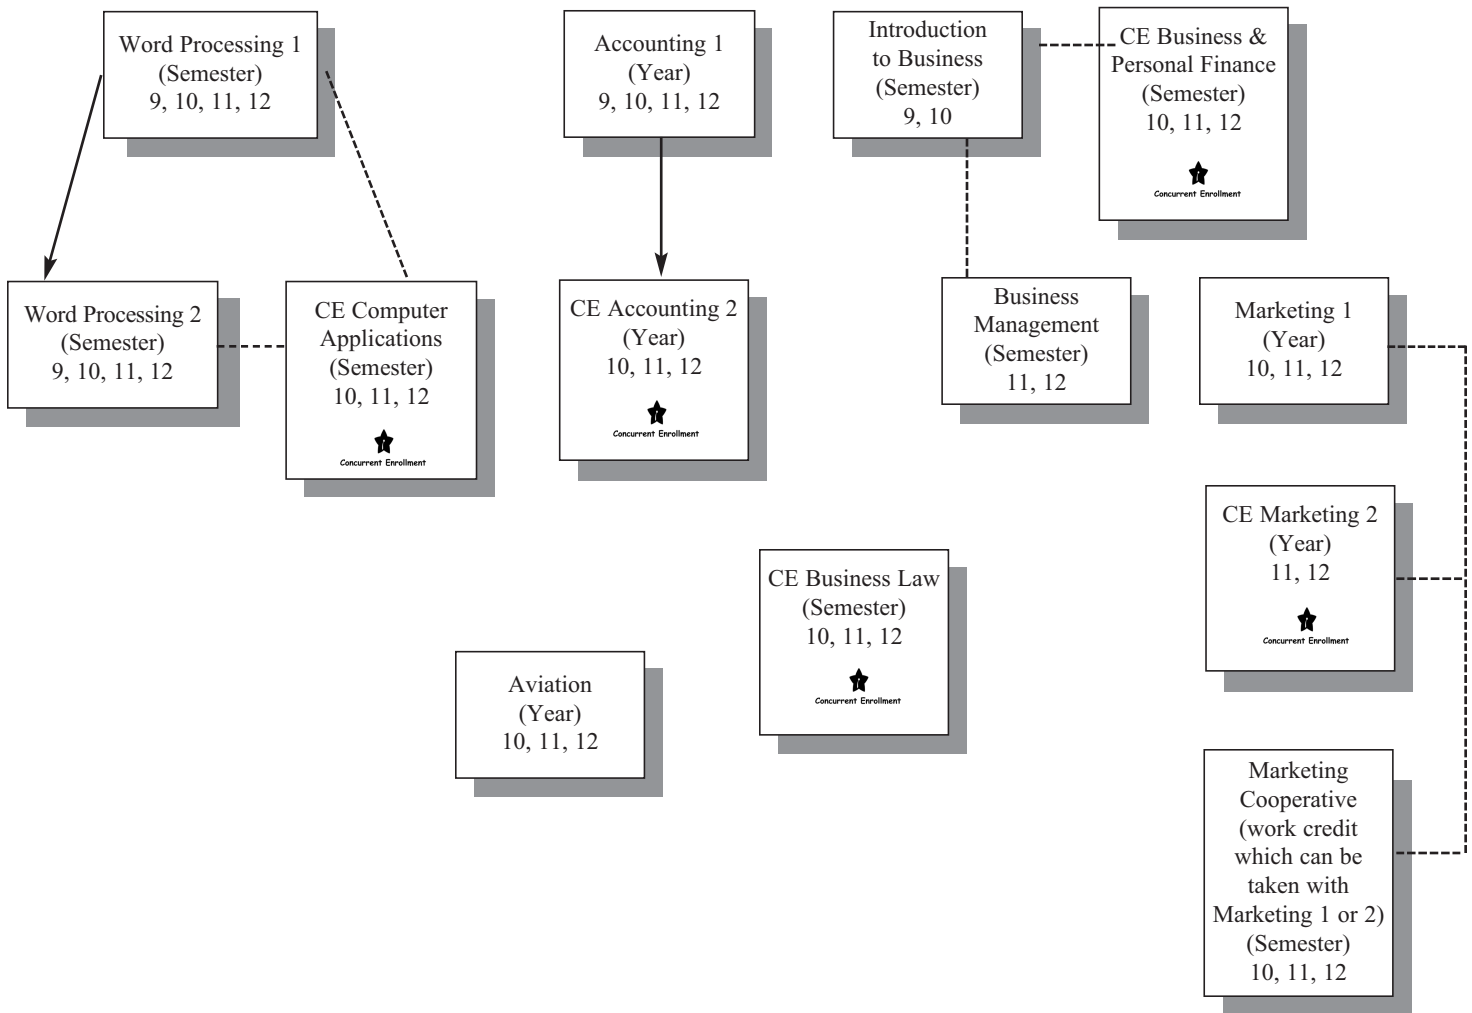 Word Processing 1
(Semester)
9, 10, 11, 12
Accounting 1
(Year)
9, 10, 11, 12
Introduction
to Business
(Semester)
9, 10
CE Business &
Personal Finance
(Semester)
10, 11, 12
Concurrent Enrollment
Word Processing 2
(Semester)
9, 10, 11, 12
CE Computer
Applications
(Semester)
10, 11, 12
Concurrent Enrollment
CE Accounting 2
(Year)
10, 11, 12
Concurrent Enrollment
Business
Management
(Semester)
11, 12
Marketing 1
(Year)
10, 11, 12
CE Marketing 2
(Year)
11, 12
Concurrent Enrollment
CE Business Law
(Semester)
10, 11, 12
Concurrent Enrollment
Aviation
(Year)
10, 11, 12
Marketing
Cooperative
(work credit
which can be
taken with
Marketing 1 or 2)
(Semester)
10, 11, 12